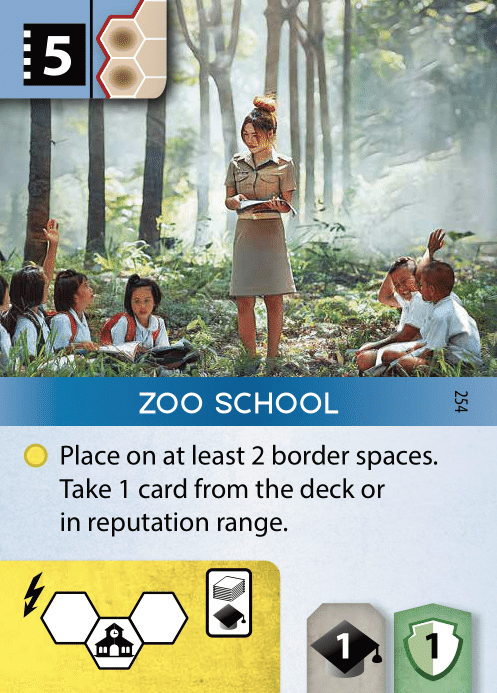 5
ZOO SCHOOL
254
Place on at least 2 border spaces.
Take 1 card from the deck or
in reputation range.
1
1